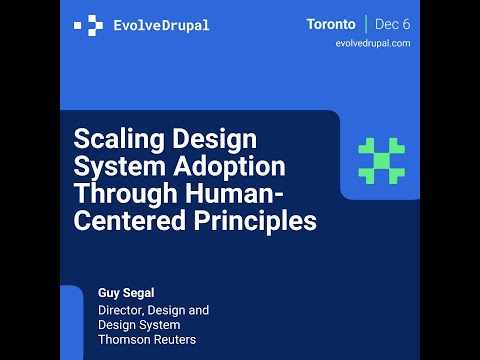 EvolveDrupal
Toronto | Dec 6
evolvedrupal.com
Scaling Design
System Adoption
Through Human-
Centered Principles
Guy Segal
Director, Design and
Design System
Thomson Reuters